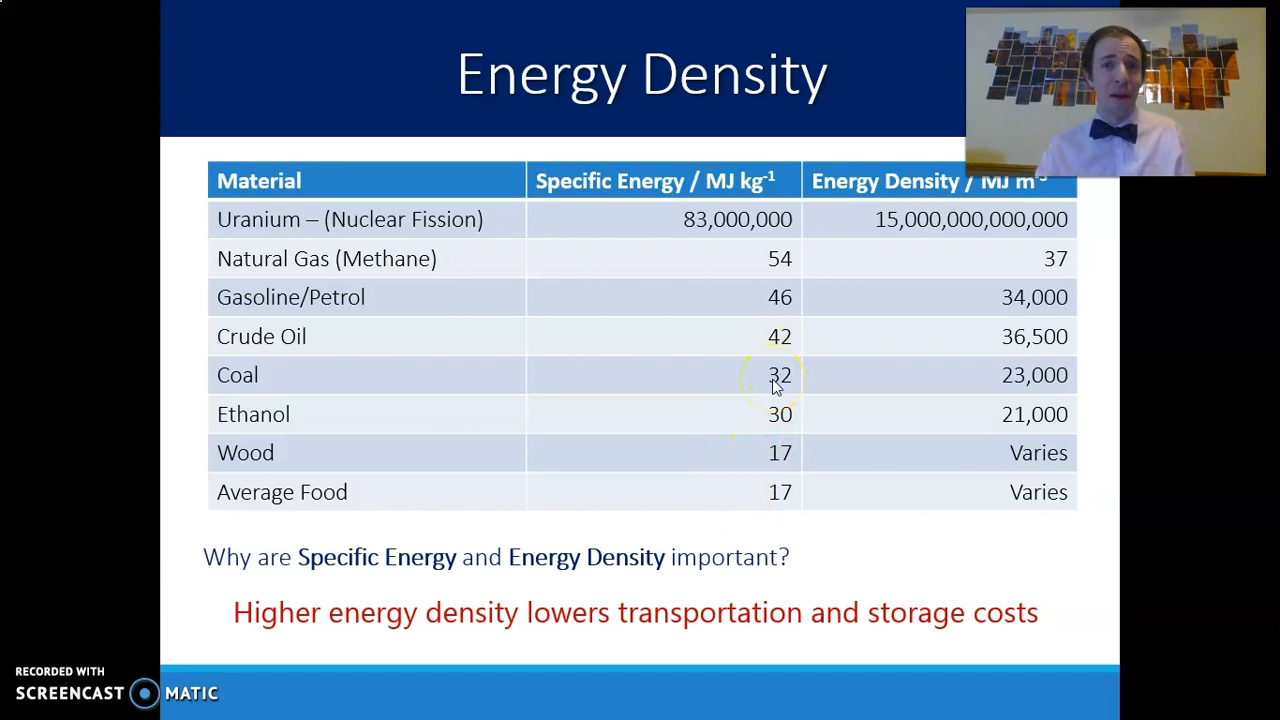 Energy Density
Material Specific Energy / MJ kg-1 Energy Density / MJ m-3
Uranium – (Nuclear Fission) 83,000,000 15,000,000,000,000
Natural Gas (Methane) 54 37
Gasoline/Petrol 46 34,000
Crude Oil 42 36,500
Coal 32 23,000
Ethanol 30 21,000
Wood 17 Varies
Average Food 17 Varies
Why are Specific Energy and Energy Density important?
Higher energy density lowers transportation and storage costs
RECORDED WITH
SCREENCAST MATIC